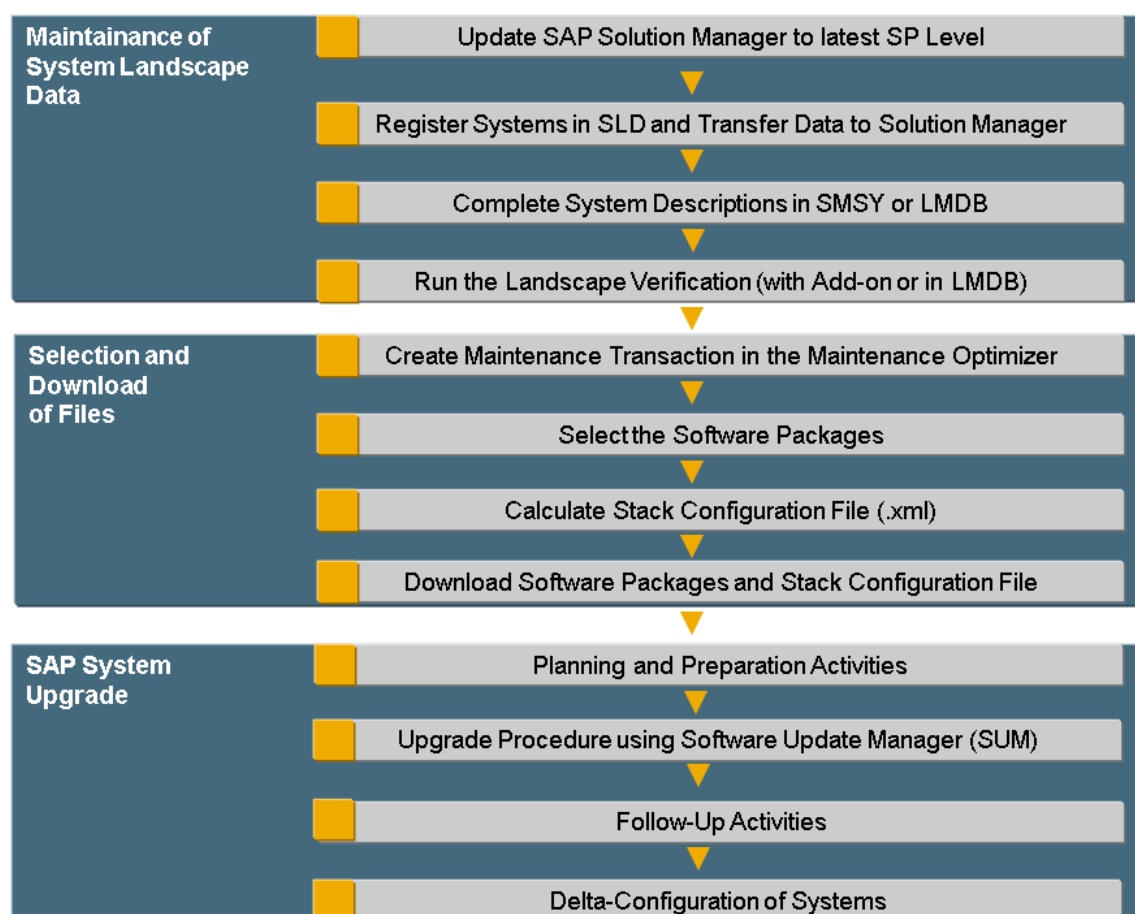 Maintainance of
System Landscape
Data
Update SAP Solution Manager to latest SP Level
Register Systems in SLD and Transfer Data to Solution Manager
Complete System Descriptions in SMSY or LMDB
Run the Landscape Verification (with Add-on or in LMDB)
Selection and
Download
of Files
Create Maintenance Transaction in the Maintenance Optimizer
Select the Software Packages
Calculate Stack Configuration File (.xml)
Download Software Packages and Stack Configuration File
SAP System
Upgrade
Planning and Preparation Activities
Upgrade Procedure using Software Update Manager (SUM)
Follow-Up Activities
Delta-Configuration of Systems